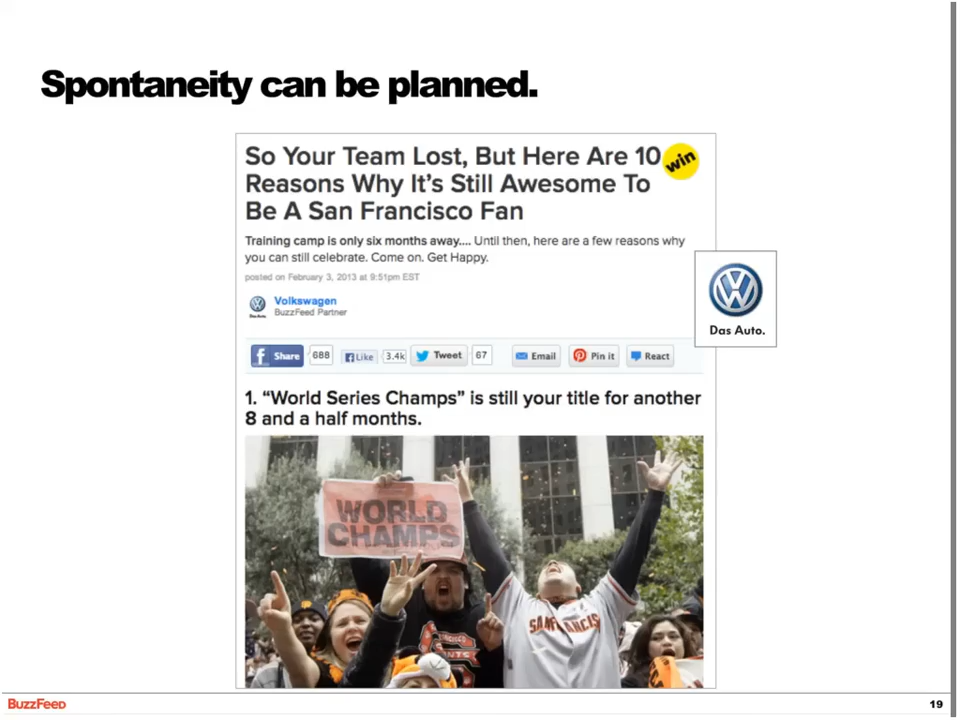 Spontaneity can be planned.
So Your Team Lost, But Here Are 10
win
Reasons Why It's Still Awesome To
Be A San Francisco Fan
Training camp is only six months away.... Until then, here are a few reasons why
you can still celebrate. Come on. Get Happy.
posted on February 3, 2013 at 9:51pm EST
Volkswagen
BuzzFeed Partner
Das Auto.
Das Auto.
Share 688 Like 3.4k Tweet 67 Email Pin it React
1. “World Series Champs” is still your title for another
8 and a half months.
WORLD
CHAMPS
SAN FRANCIS
BuzzFeed
19